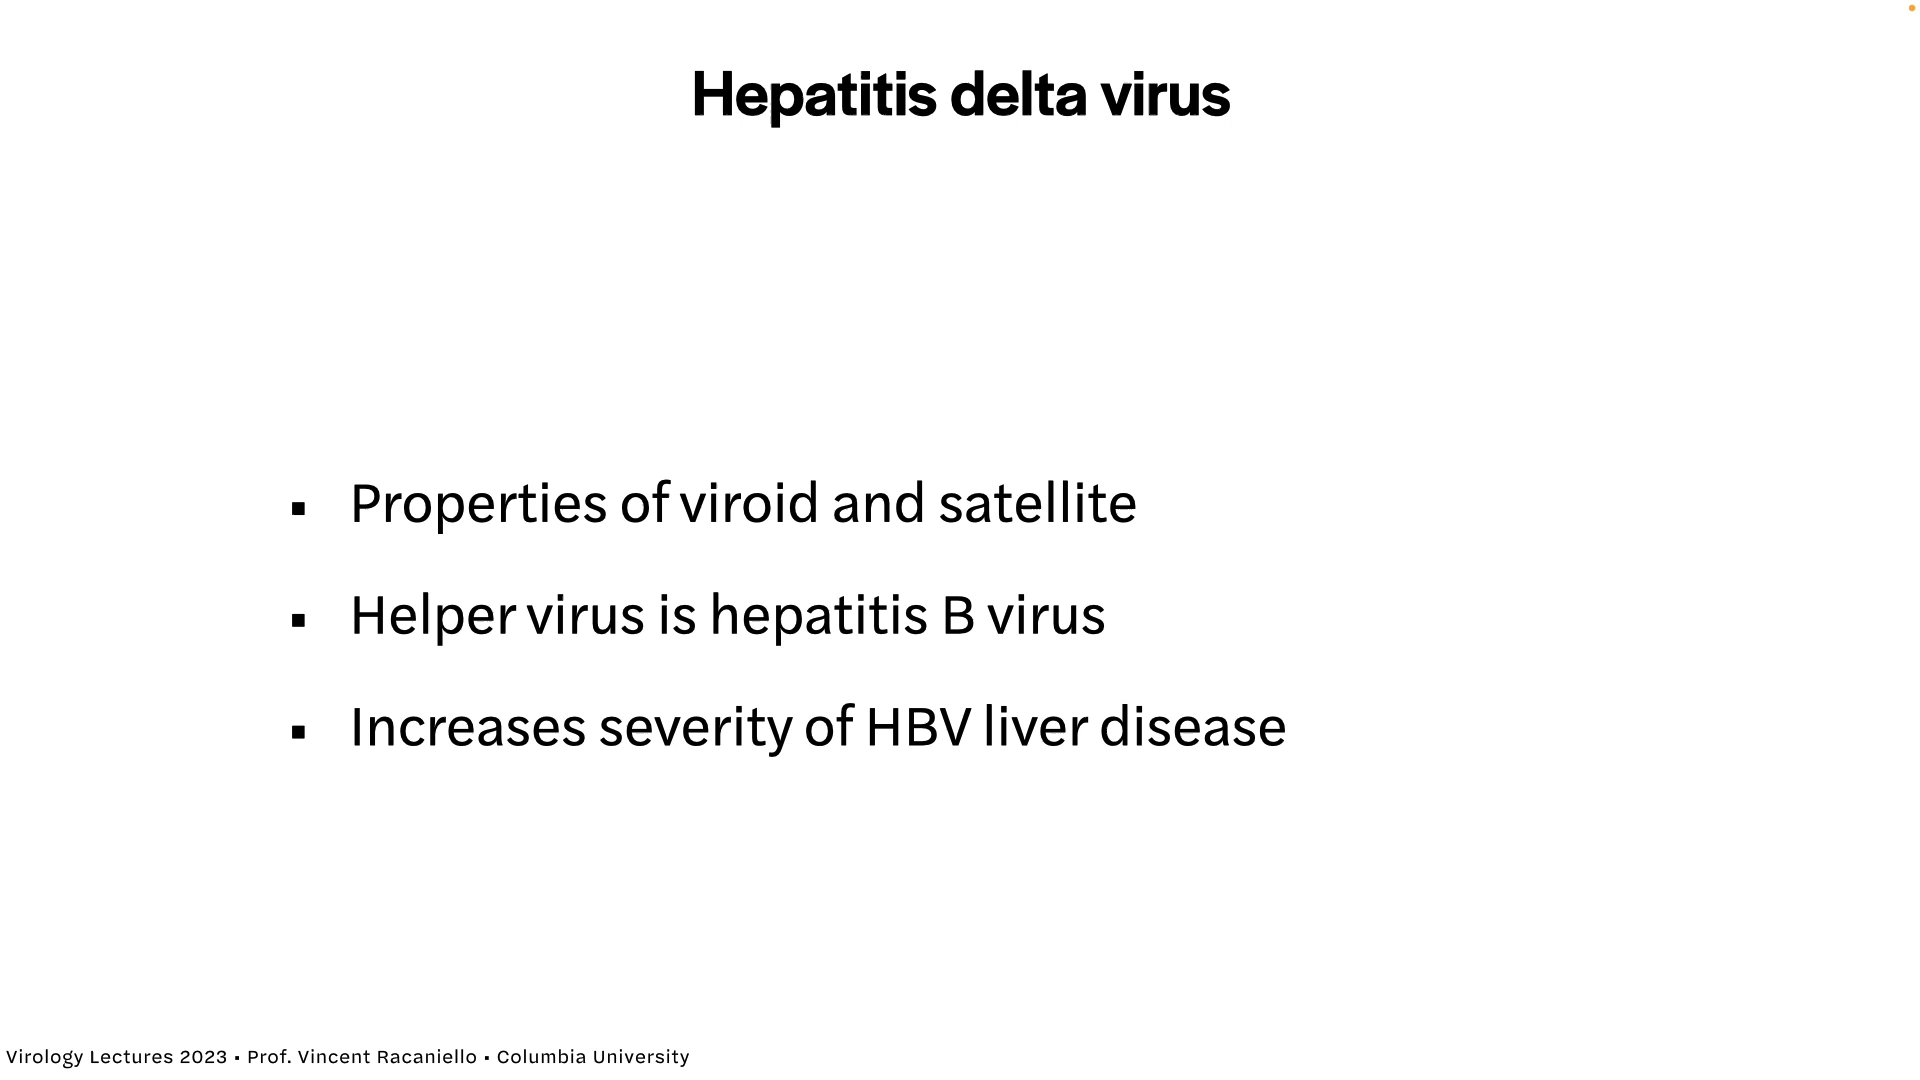 Hepatitis delta virus
▪ Properties of viroid and satellite
▪ Helper virus is hepatitis B virus
▪ Increases severity of HBV liver disease
Virology Lectures 2023 ▪ Prof. Vincent Racaniello ▪ Columbia University